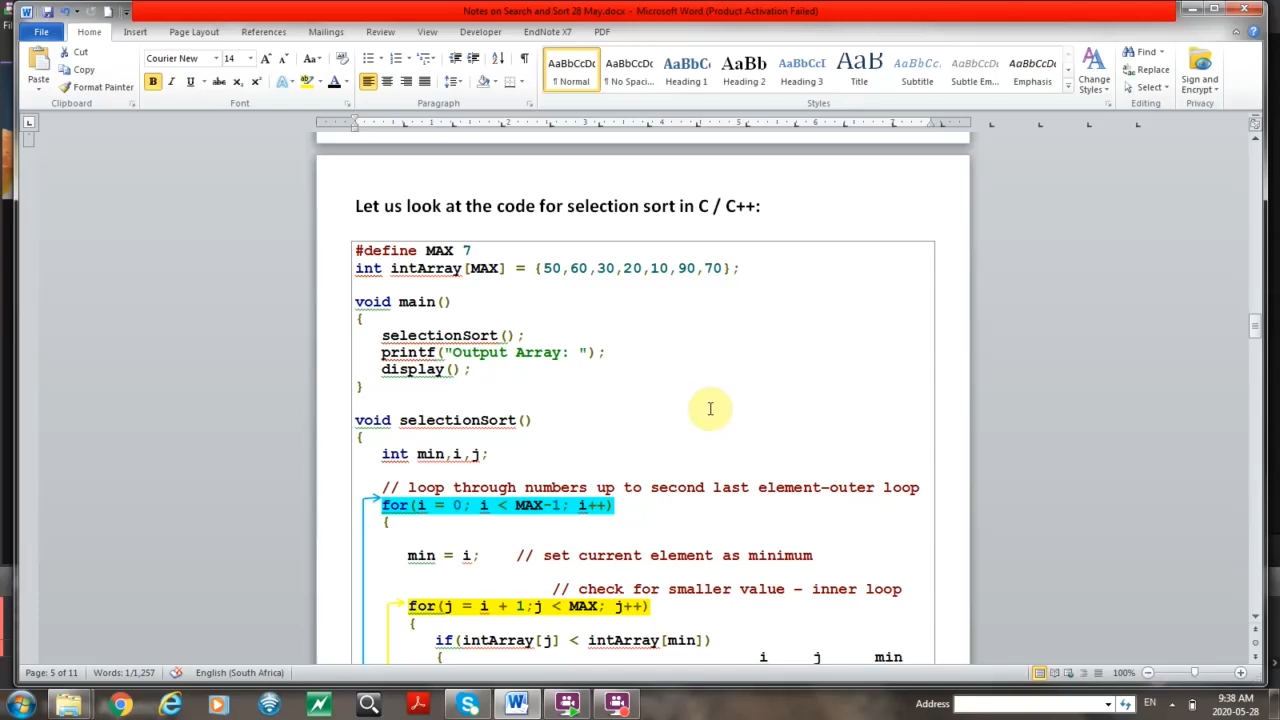 Notes on Search and Sort 28 May.docx - Microsoft Word (Product Activation Failed)
File Home Insert Page Layout References Mailings Review View Developer EndNote X7 PDF
Paste
Cut
Copy
Format Painter
Clipboard
Courier New 14
Font
Paragraph
AaBbCcDc AaBbCcDc AaBbC AaBbC AaBbCcI AaB AaBbCc. AaBbCcDc AaBbCcDc
¶ Normal ¶ No Spaci... Heading 1 Heading 2 Heading 3 Title Subtitle Subtle Em... Emphasis
Styles
Change Styles
Find
Replace
Select
Editing
Sign and Encrypt
Privacy
1 2 3 4 5 6 7
Let us look at the code for selection sort in C / C++:
#define MAX 7
int intArray[MAX] = {50,60,30,20,10,90,70};
void main()
{
selectionSort();
printf("Output Array: ");
display();
}
void selectionSort()
{
int min,i,j;
// loop through numbers up to second last element-outer loop
for(i = 0; i < MAX-1; i++)
{
min = i; // set current element as minimum
// check for smaller value - inner loop
for(j = i + 1;j < MAX; j++)
{
if(intArray[j] < intArray[min])
{ i j min
Page: 5 of 11 Words: 1/1,257 English (South Africa) 100%
Address EN 9:38 AM
2020-05-28